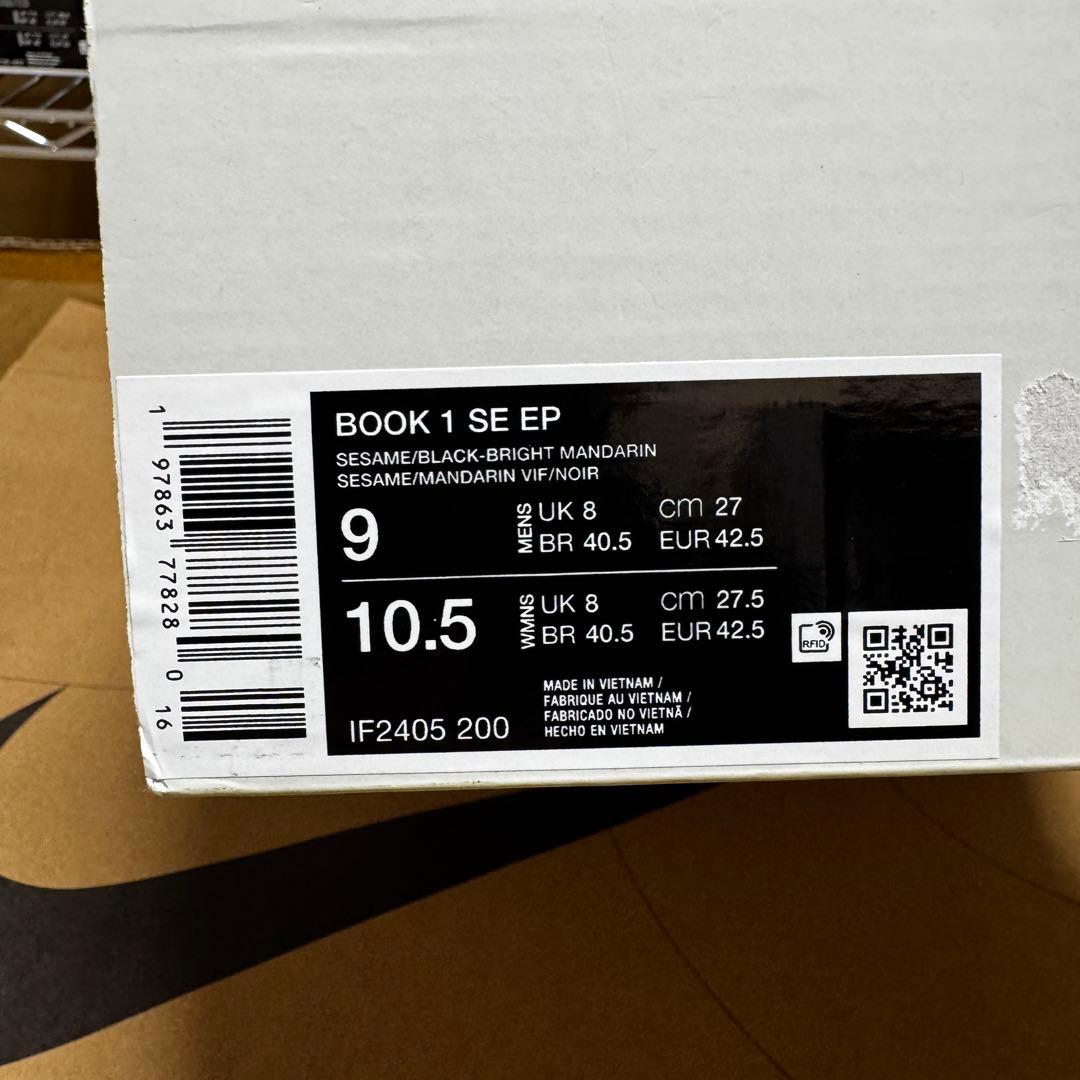 BOOK 1 SE EP
SESAME/BLACK-BRIGHT MANDARIN
SESAME/MANDARIN VIF/NOIR
9
MENS
UK 8 cm 27
BR 40.5 EUR 42.5
10.5
WMNS
UK 8 cm 27.5
BR 40.5 EUR 42.5
RFID
IF2405 200
MADE IN VIETNAM /
FABRIQUE AU VIETNAM /
FABRICADO NO VIETNÃ /
HECHO EN VIETNAM
1 97863 77828 0 16